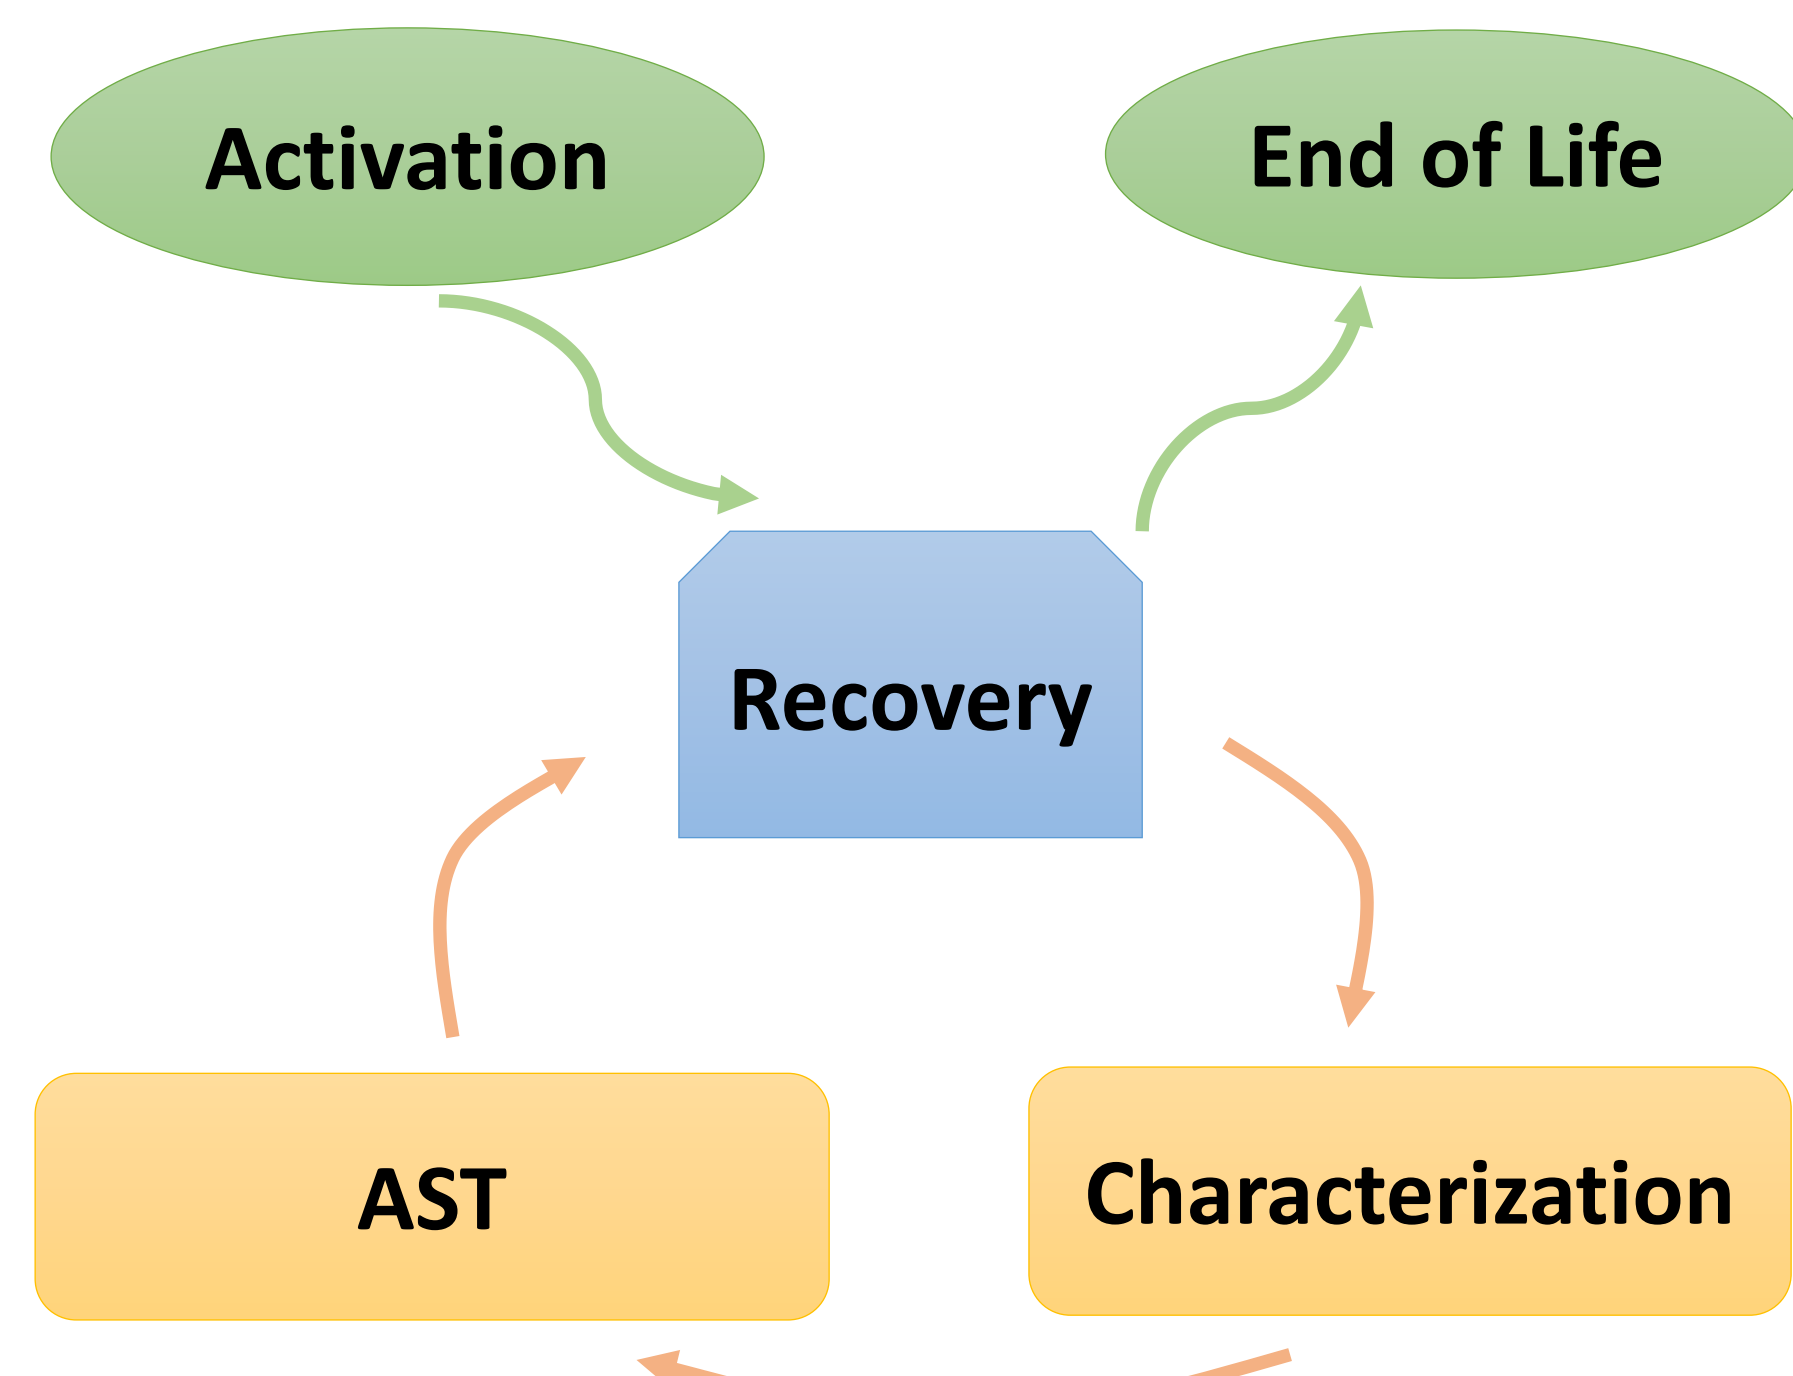 Activation
End of Life
Recovery
AST
Characterization